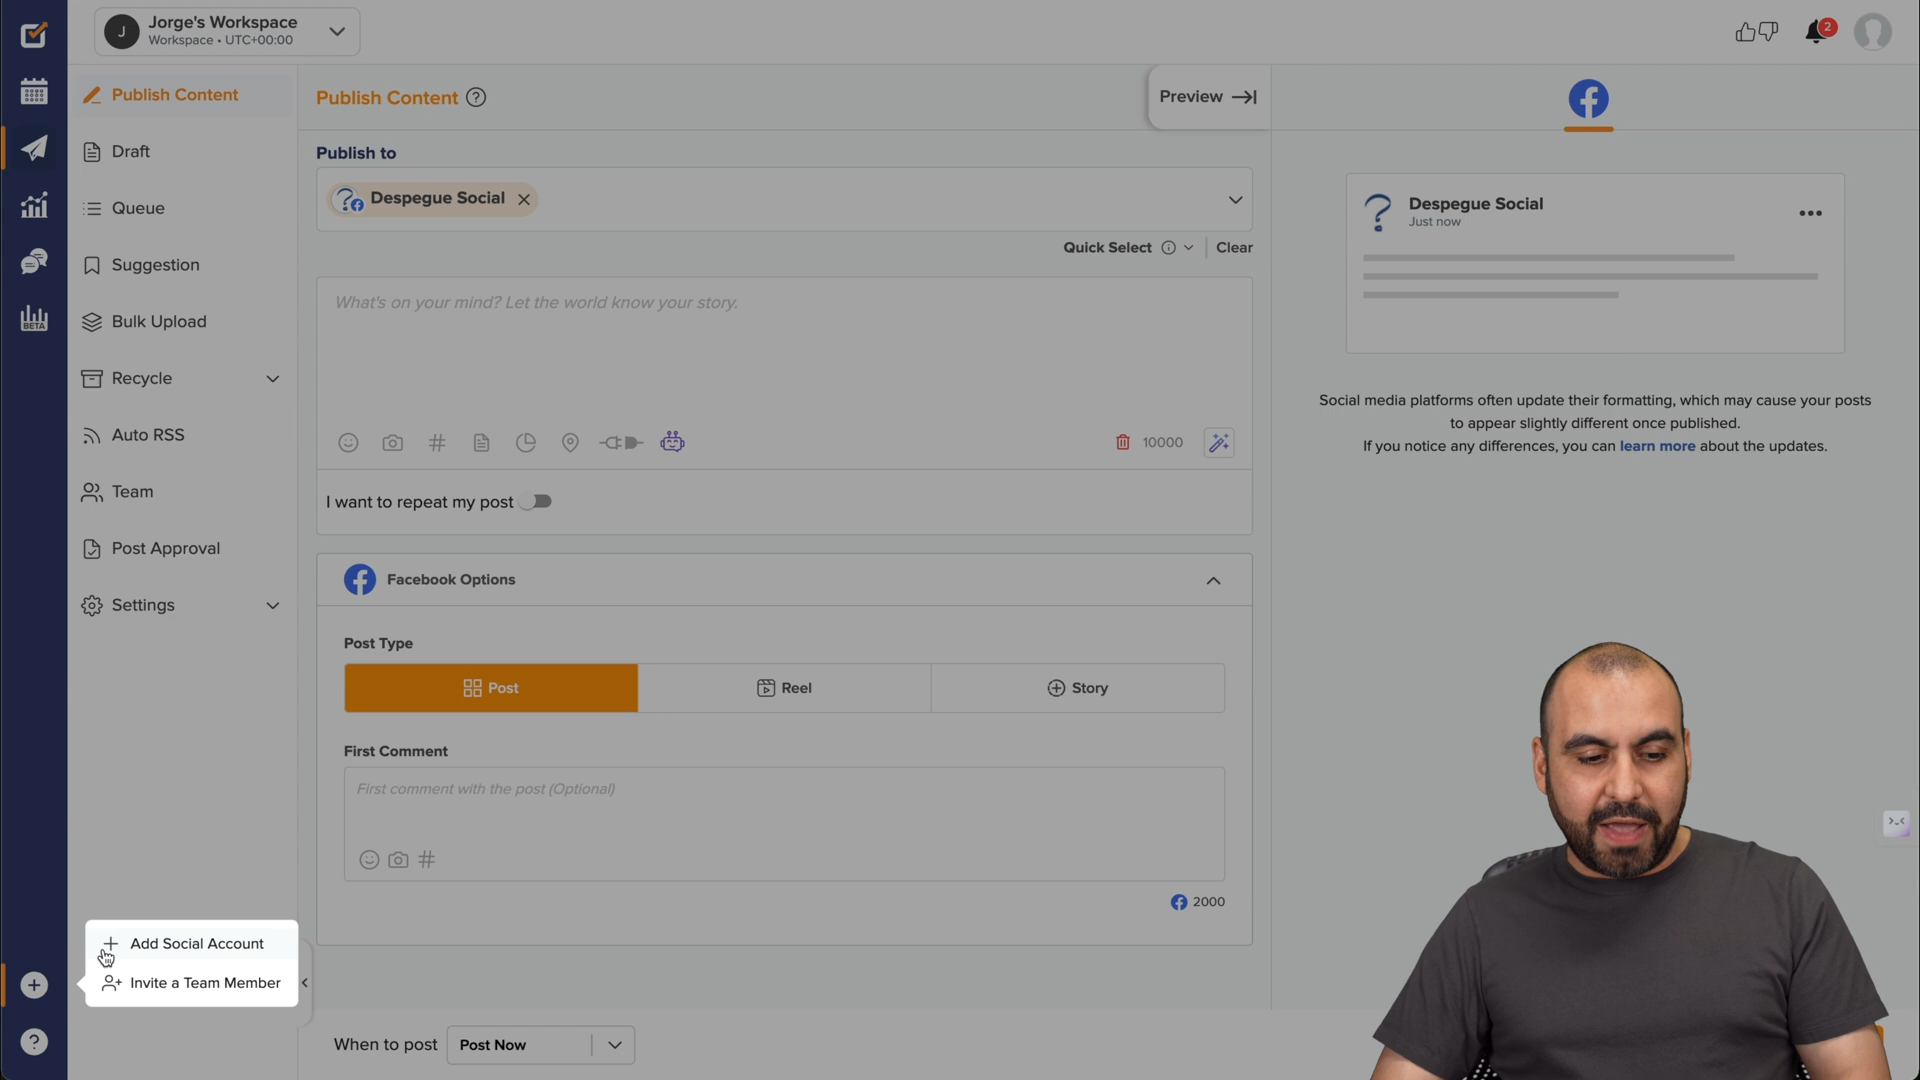 J
Jorge's Workspace
Workspace • UTC+00:00
2
Publish Content
Draft
Queue
Suggestion
Bulk Upload
Recycle
Auto RSS
Team
Post Approval
Settings
BETA
Add Social Account
Invite a Team Member
Publish Content
Preview
Publish to
Despegue Social
Quick Select
Clear
What's on your mind? Let the world know your story.
10000
I want to repeat my post
Facebook Options
Post Type
Post
Reel
Story
First Comment
First comment with the post (Optional)
2000
When to post
Post Now
Despegue Social
Just now
Social media platforms often update their formatting, which may cause your posts
to appear slightly different once published.
If you notice any differences, you can learn more about the updates.